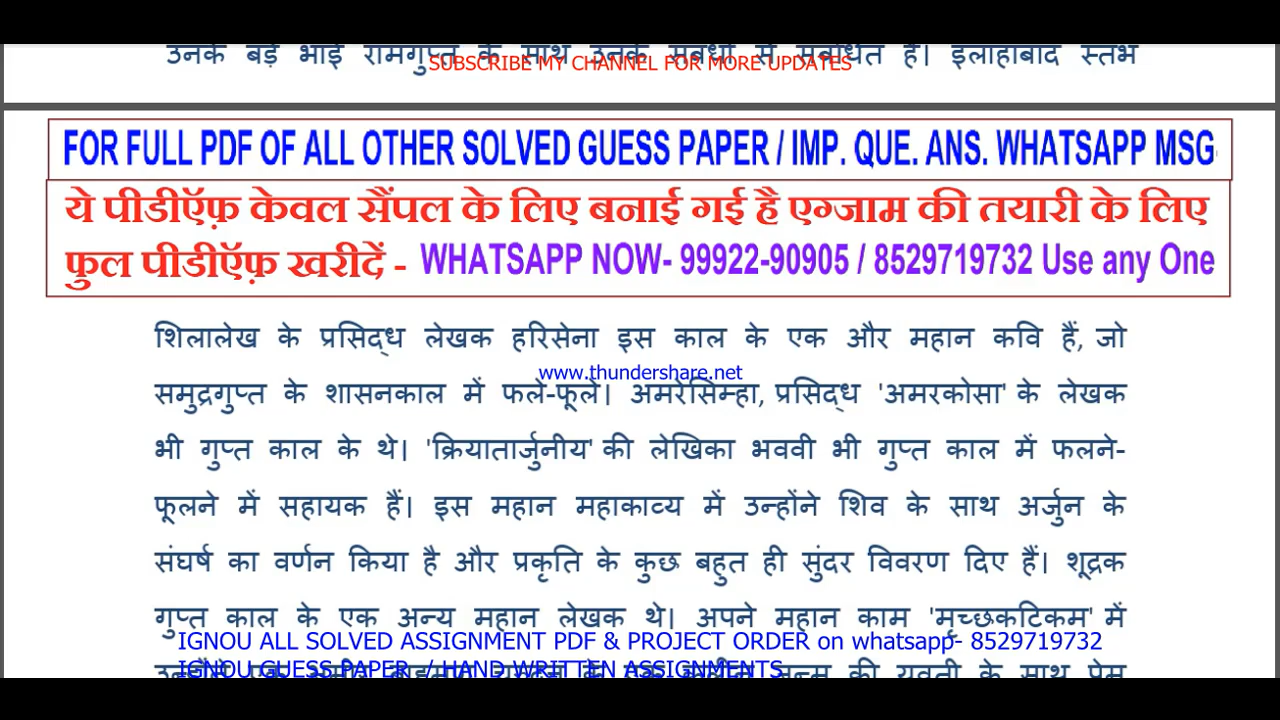 उनके बड़े भाई रामगुप्त के साथ उनके संबंधों से संबंधित है। इलाहाबाद स्तंभ
SUBSCRIBE MY CHANNEL FOR MORE UPDATES
FOR FULL PDF OF ALL OTHER SOLVED GUESS PAPER / IMP. QUE. ANS. WHATSAPP MSG
ये पीडीऍफ़ केवल सैंपल के लिए बनाई गई है एग्जाम की तयारी के लिए
फुल पीडीऍफ़ खरीदें - WHATSAPP NOW- 99922-90905 / 8529719732 Use any One
शिलालेख के प्रसिद्ध लेखक हरिसेना इस काल के एक और महान कवि हैं, जो
www.thundershare.net
समुद्रगुप्त के शासनकाल में फले-फूले। अमरेसिम्हा, प्रसिद्ध 'अमरकोसा' के लेखक
भी गुप्त काल के थे। 'क्रियातार्जुनीय' की लेखिका भववी भी गुप्त काल में फलने-
फूलने में सहायक हैं। इस महान महाकाव्य में उन्होंने शिव के साथ अर्जुन के
संघर्ष का वर्णन किया है और प्रकृति के कुछ बहुत ही सुंदर विवरण दिए हैं। शूद्रक
गुप्त काल के एक अन्य महान लेखक थे। अपने महान काम 'मृच्छकटिकम' में
IGNOU ALL SOLVED ASSIGNMENT PDF & PROJECT ORDER on whatsapp- 8529719732
IGNOU GUESS PAPER / HAND WRITTEN ASSIGNMENTS
की युवती के साथ प्रेम